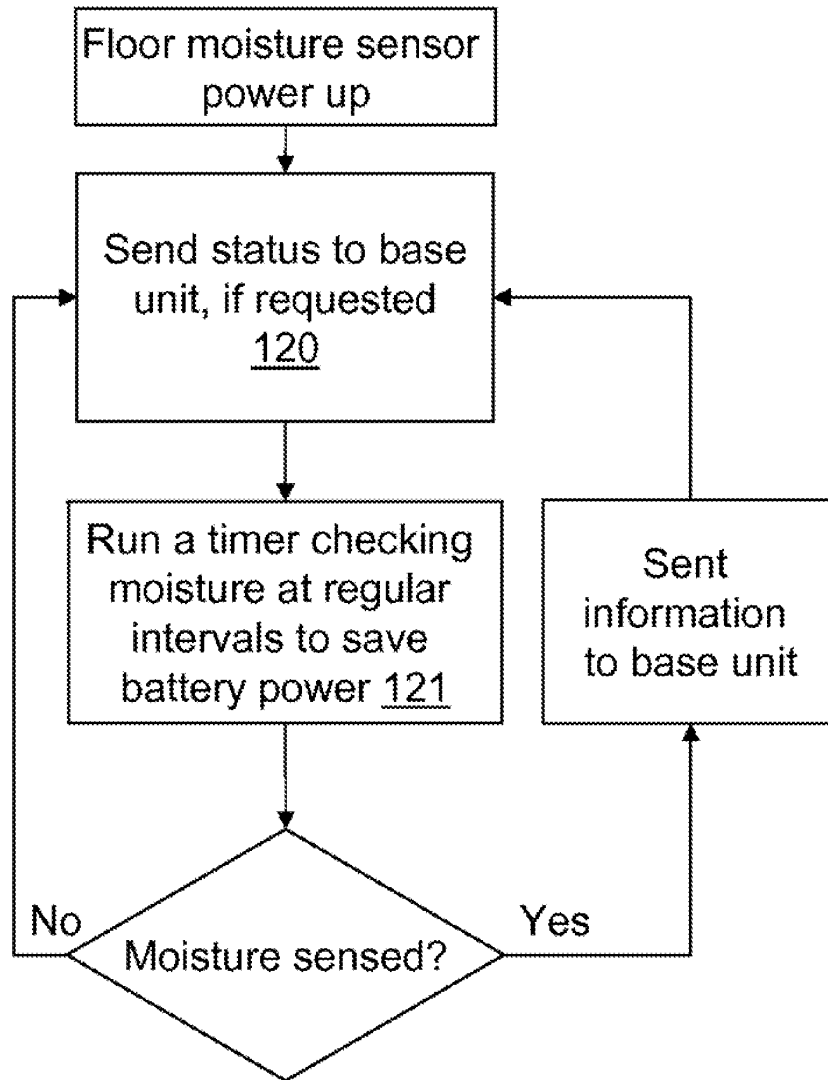 Floor moisture sensor
power up
Send status to base
unit, if requested
120
Run a timer checking
moisture at regular
intervals to save
battery power 121
Sent
information
to base unit
No
Moisture sensed?
Yes